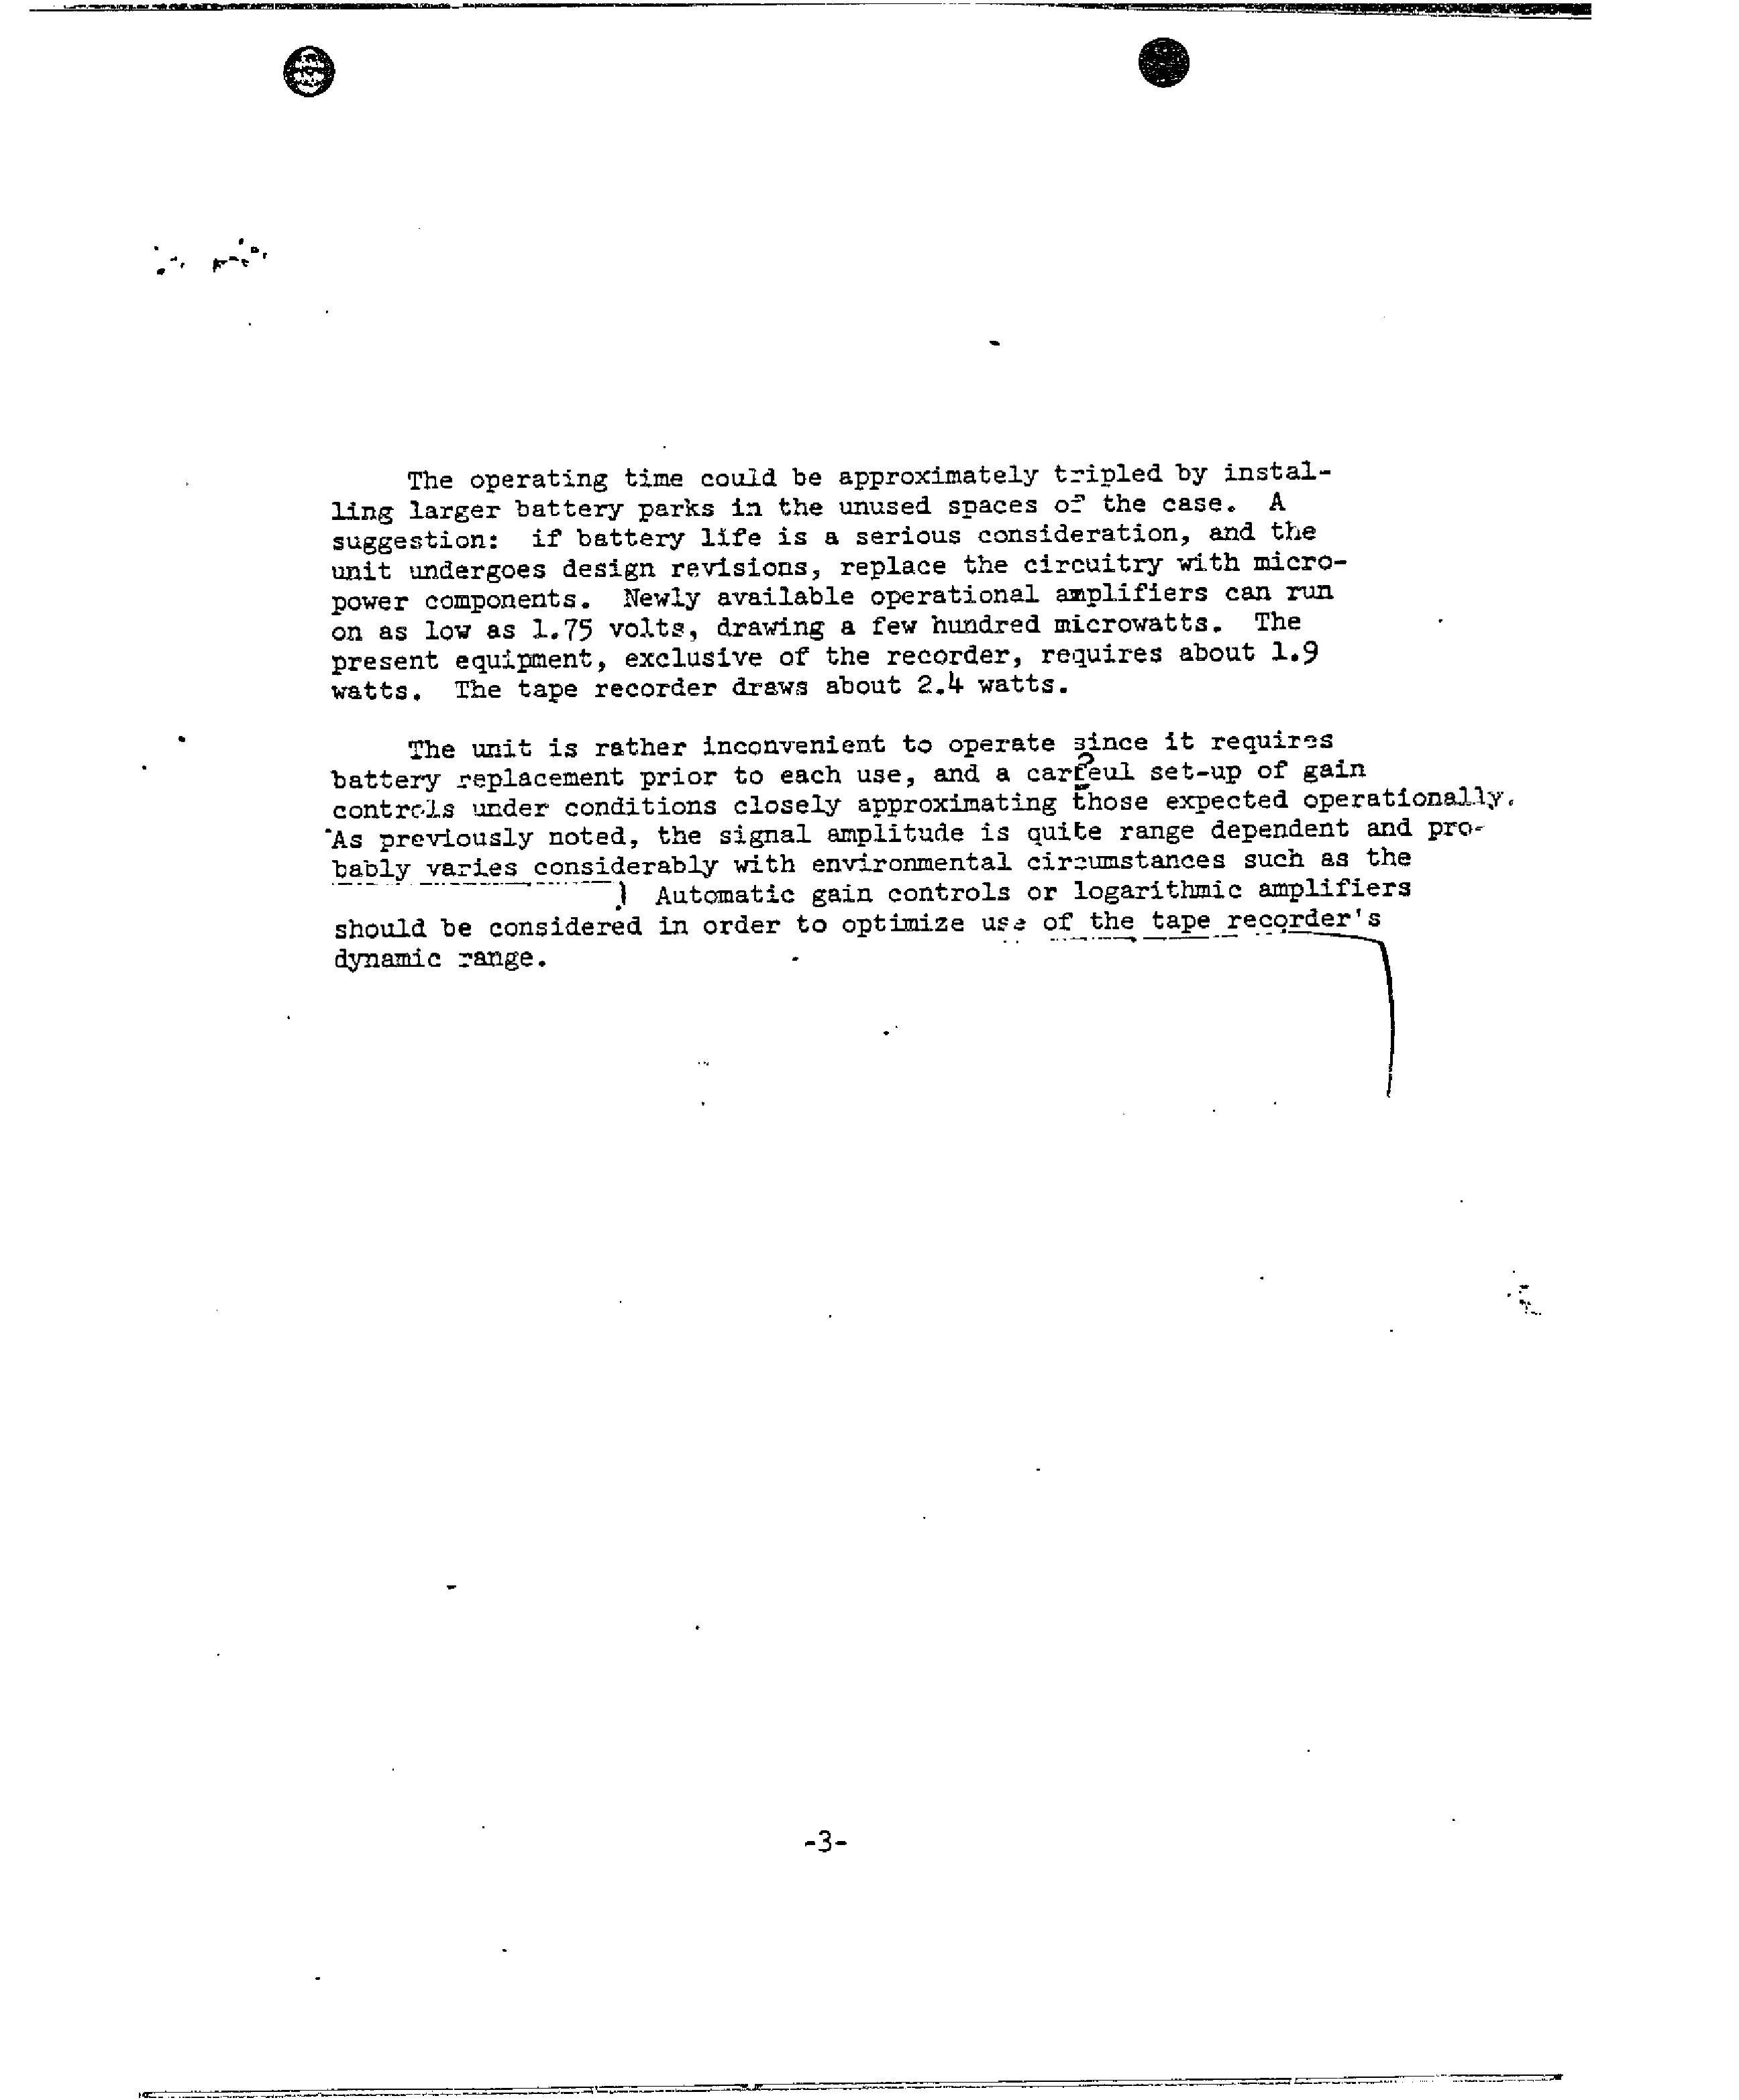 The operating time could be approximately tripled by instal-
ling larger battery parks in the unused spaces of the case. A
suggestion: if battery life is a serious consideration, and the
unit undergoes design revisions, replace the circuitry with micro-
power components. Newly available operational amplifiers can run
on as low as 1.75 volts, drawing a few hundred microwatts. The
present equipment, exclusive of the recorder, requires about 1.9
watts. The tape recorder draws about 2.4 watts.
The unit is rather inconvenient to operate since it requires
battery replacement prior to each use, and a carfeul set-up of gain
controls under conditions closely approximating those expected operationally.
As previously noted, the signal amplitude is quite range dependent and pro-
bably varies considerably with environmental circumstances such as the
) Automatic gain controls or logarithmic amplifiers
should be considered in order to optimize use of the tape recorder's
dynamic range.
-3-